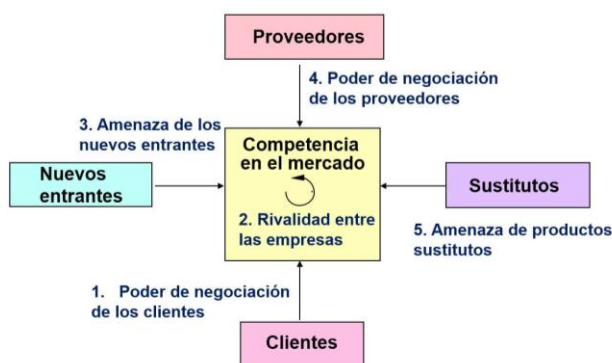 Proveedores
4. Poder de negociación
de los proveedores
3. Amenaza de los
nuevos entrantes
Competencia
en el mercado
Nuevos
entrantes
Sustitutos
2. Rivalidad entre
las empresas
5. Amenaza de productos
sustitutos
1. Poder de negociación
de los clientes
Clientes